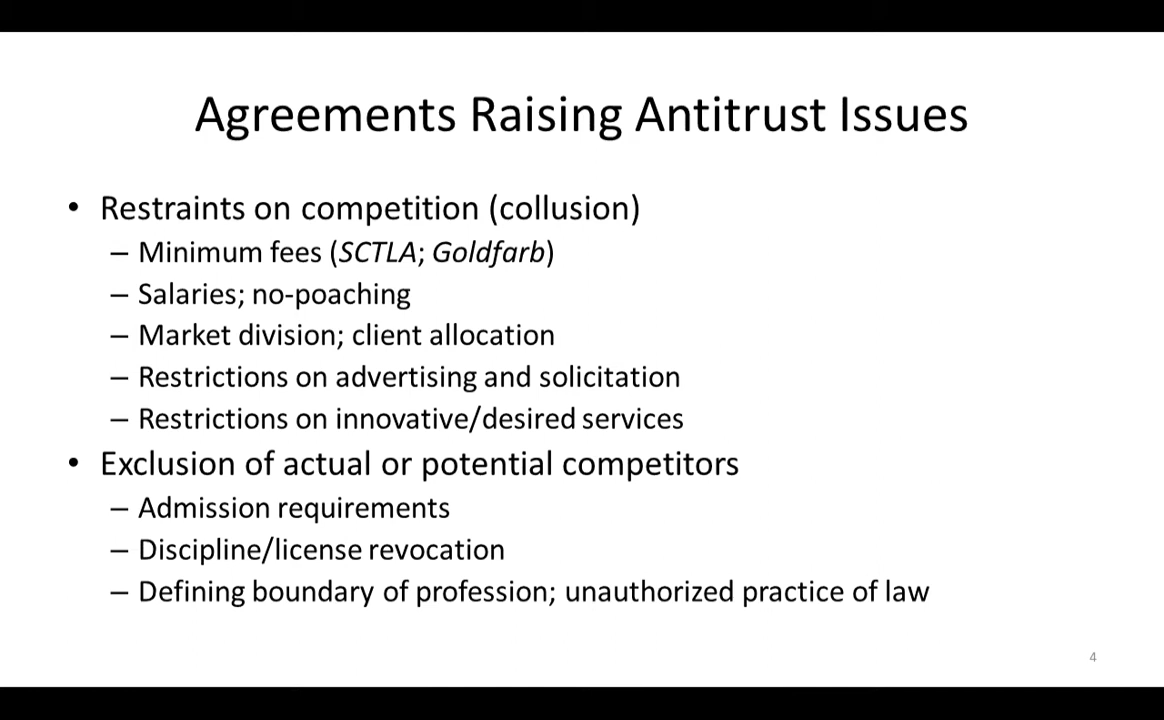 Agreements Raising Antitrust Issues
• Restraints on competition (collusion)
– Minimum fees (SCTLA; Goldfarb)
– Salaries; no-poaching
– Market division; client allocation
– Restrictions on advertising and solicitation
– Restrictions on innovative/desired services
• Exclusion of actual or potential competitors
– Admission requirements
– Discipline/license revocation
– Defining boundary of profession; unauthorized practice of law
4